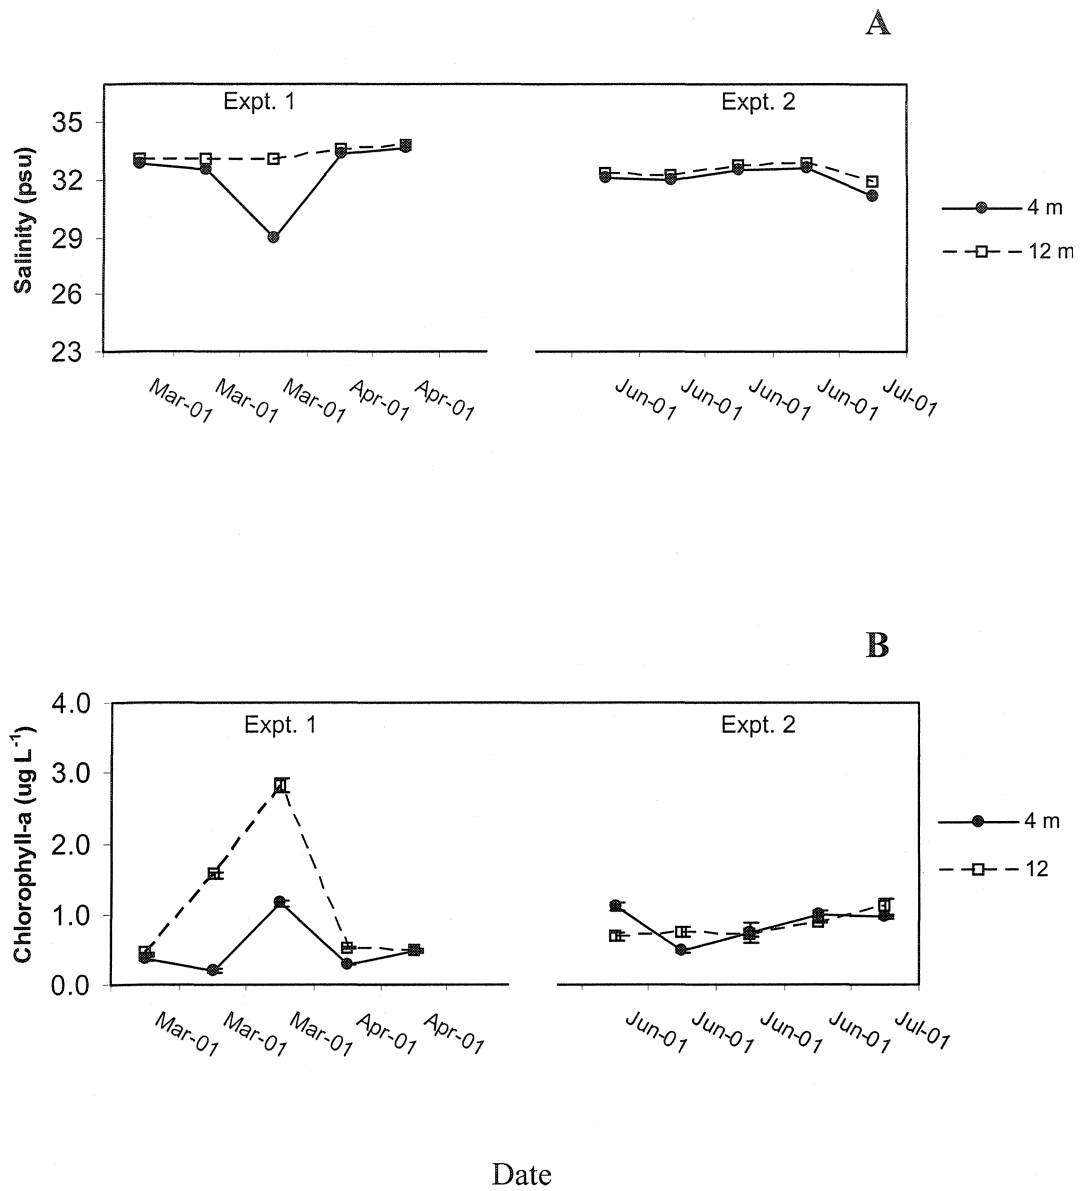 A
Expt. 1
Expt. 2
35
32
29
26
23
Salinity (psu)
4 m
12 m
Mar-01
Mar-01
Mar-01
Apr-01
Apr-01
Jun-01
Jun-01
Jun-01
Jun-01
Jul-01
B
Expt. 1
Expt. 2
4.0
3.0
2.0
1.0
0.0
Chlorophyll-a (ug L-1)
4 m
12
Mar-01
Mar-01
Mar-01
Apr-01
Apr-01
Jun-01
Jun-01
Jun-01
Jun-01
Jul-01
Date